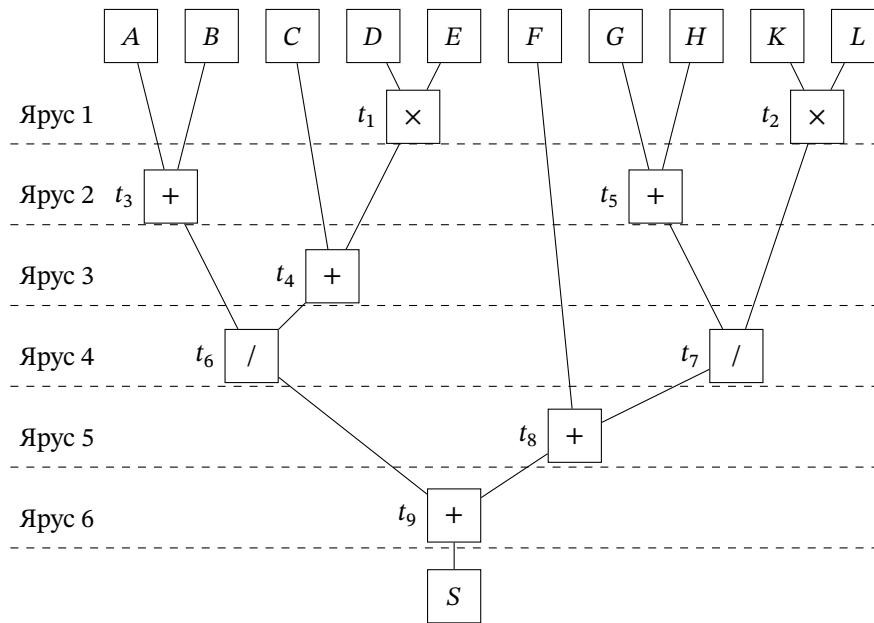 A B C D E F G H K L
Ярус 1 t₁ × t₂ ×
Ярус 2 t₃ + t₅ +
Ярус 3 t₄ +
Ярус 4 t₆ / t₇ /
Ярус 5 t₈ +
Ярус 6 t₉ +
S